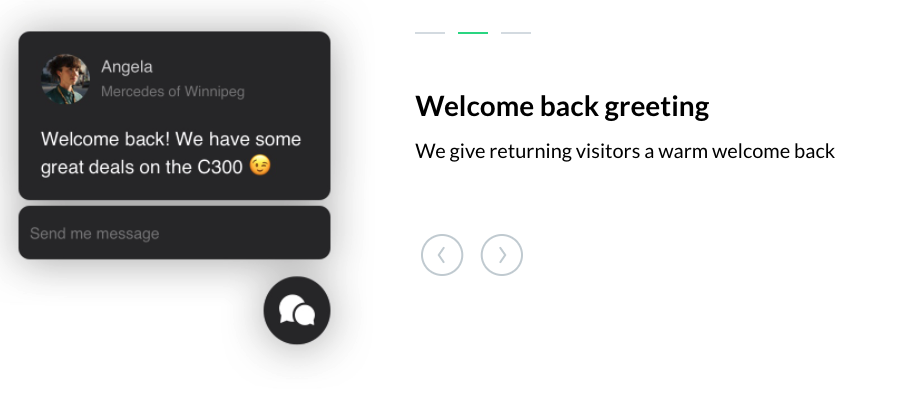 Angela
Mercedes of Winnipeg
Welcome back! We have some
great deals on the C300 😉
Send me message
Welcome back greeting
We give returning visitors a warm welcome back